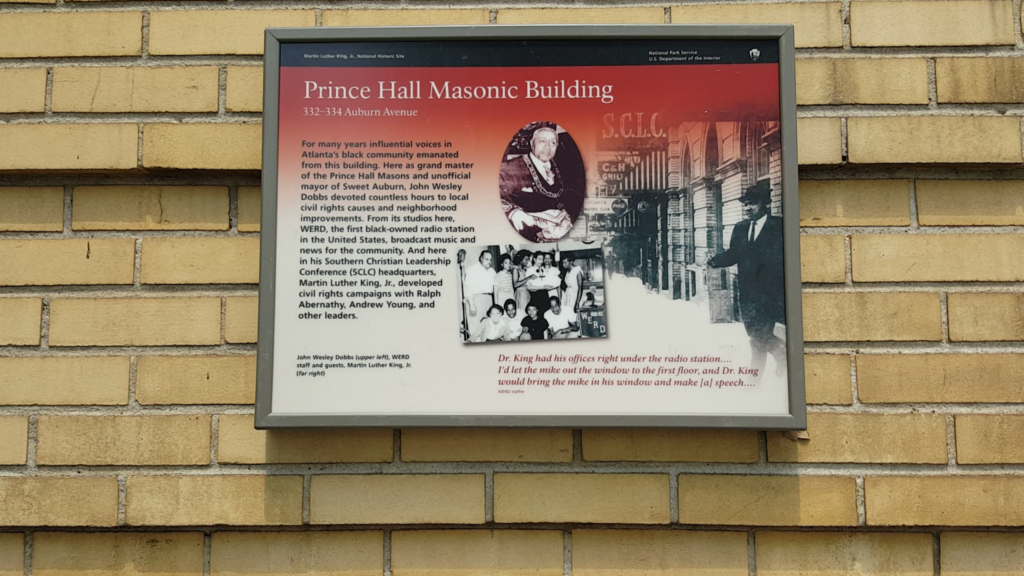 Martin Luther King, Jr., National Historic Site
National Park Service
U.S. Department of the Interior
Prince Hall Masonic Building
332–334 Auburn Avenue
For many years influential voices in
Atlanta's black community emanated
from this building. Here as grand master
of the Prince Hall Masons and unofficial
mayor of Sweet Auburn, John Wesley
Dobbs devoted countless hours to local
civil rights causes and neighborhood
improvements. From its studios here,
WERD, the first black-owned radio station
in the United States, broadcast music and
news for the community. And here
in his Southern Christian Leadership
Conference (SCLC) headquarters,
Martin Luther King, Jr., developed
civil rights campaigns with Ralph
Abernathy, Andrew Young, and
other leaders.
S.C.L.C.
GRILL
WERD
John Wesley Dobbs (upper left), WERD
staff and guests, Martin Luther King, Jr.
(far right)
Dr. King had his offices right under the radio station....
I'd let the mike out the window to the first floor, and Dr. King
would bring the mike in his window and make [a] speech....
WERD staffer